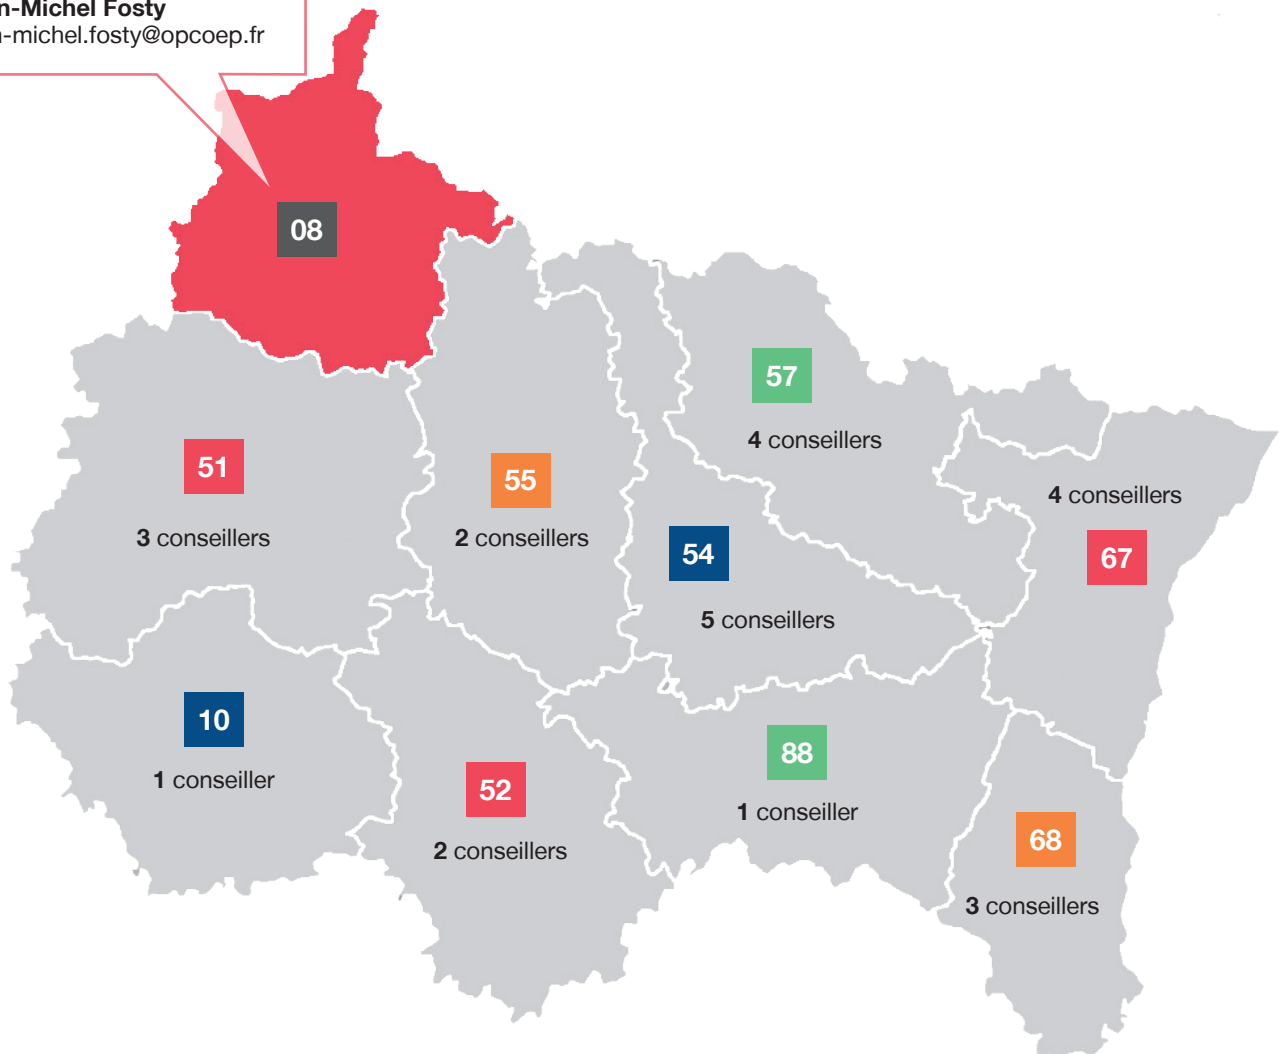 n-Michel Fosty
n-michel.fosty@opcoep.fr
08
57
4 conseillers
51
3 conseillers
55
2 conseillers
4 conseillers
67
54
5 conseillers
10
1 conseiller
88
1 conseiller
52
2 conseillers
68
3 conseillers